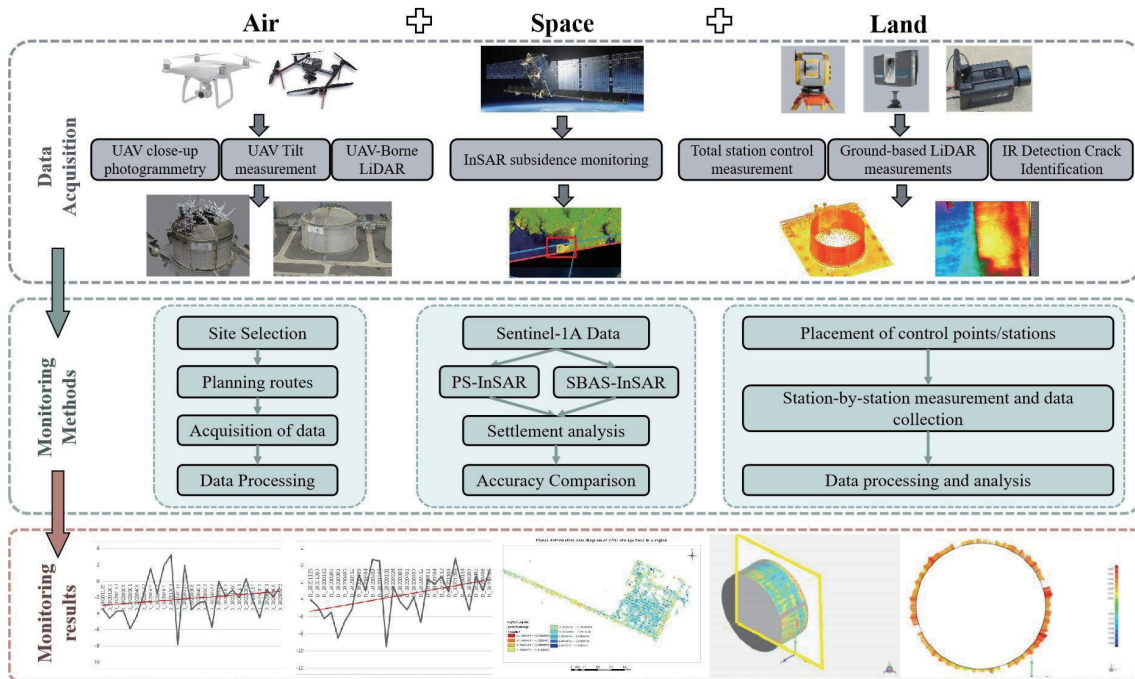 Air
Space
Land
Data
Acquisition
UAV close-up
photogrammetry
UAV Tilt
measurement
UAV-Borne
LiDAR
InSAR subsidence monitoring
Total station control
measurement
Ground-based LiDAR
measurements
IR Detection Crack
Identification
Monitoring
Methods
Site Selection
Planning routes
Acquisition of data
Data Processing
Sentinel-1A Data
PS-InSAR
SBAS-InSAR
Settlement analysis
Accuracy Comparison
Placement of control points/stations
Station-by-station measurement and data
collection
Data processing and analysis
Monitoring
results